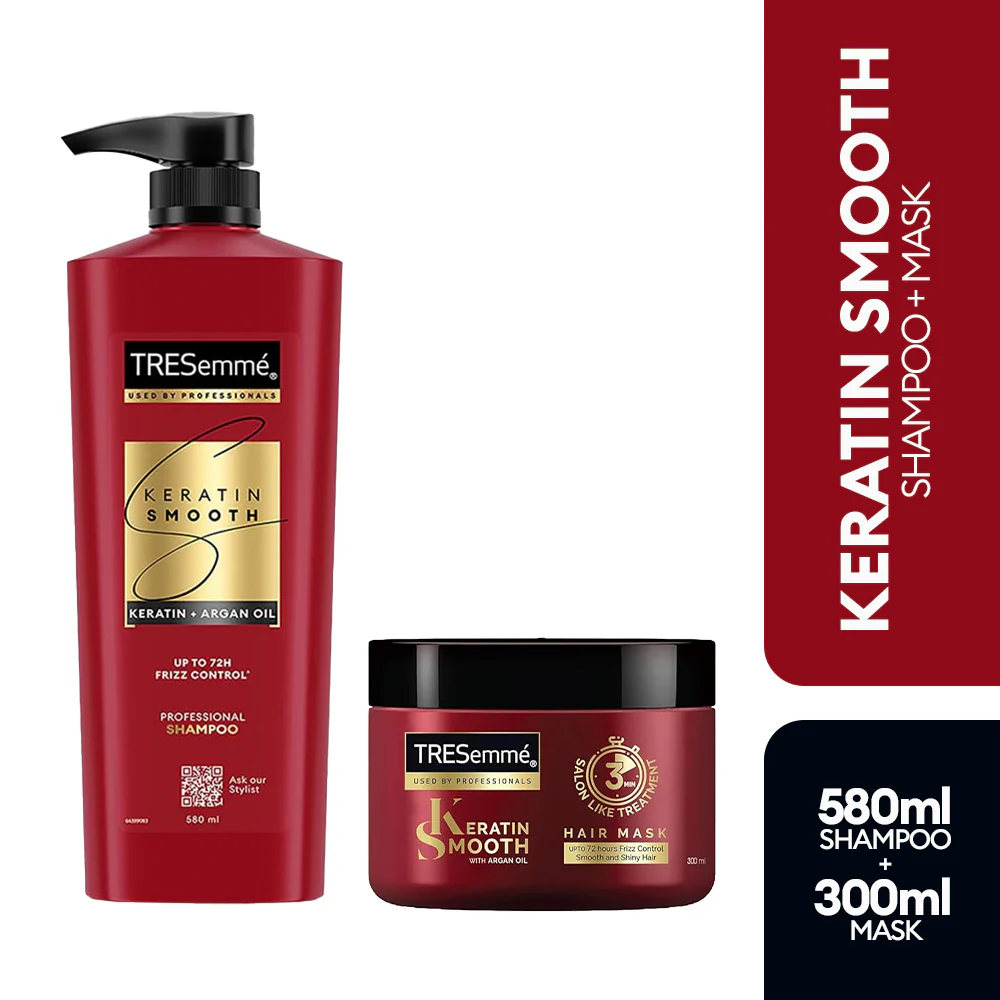 TRESemmé®
USED BY PROFESSIONALS
KERATIN
SMOOTH
KERATIN + ARGAN OIL
UP TO 72H
FRIZZ CONTROL*
PROFESSIONAL
SHAMPOO
Ask our
Stylist
580 ml
TRESemmé®
USED BY PROFESSIONALS
KERATIN
SMOOTH
WITH ARGAN OIL
3
MIN
SALON LIKE TREATMENT
HAIR MASK
UPTO 72 hours Frizz Control
Smooth and Shiny Hair
300 ml
KERATIN SMOOTH
SHAMPOO + MASK
580ml
SHAMPOO
+
300ml
MASK